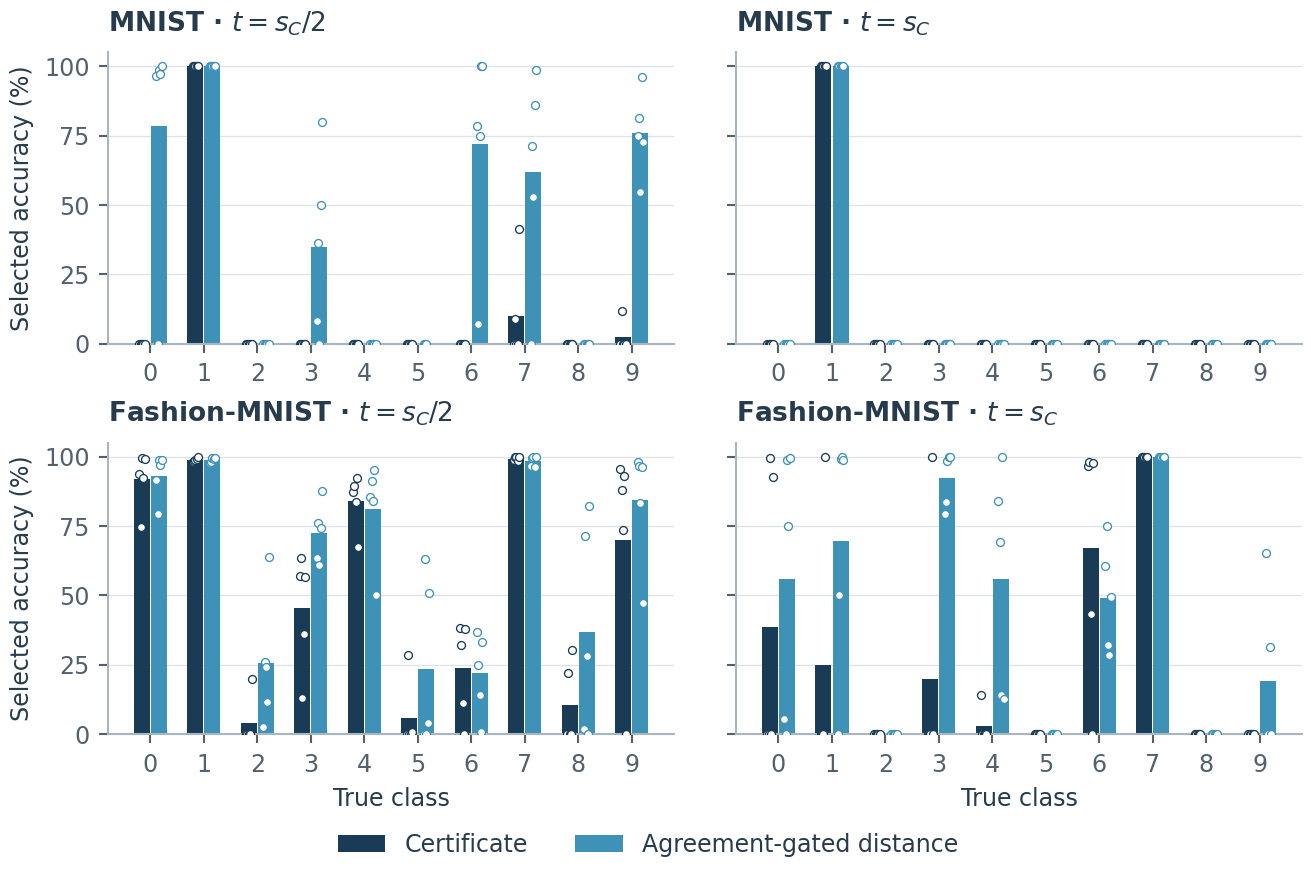 MNIST · t = s_C/2
MNIST · t = s_C
Selected accuracy (%)
100
75
50
25
0
0 1 2 3 4 5 6 7 8 9
0 1 2 3 4 5 6 7 8 9
Fashion-MNIST · t = s_C/2
Fashion-MNIST · t = s_C
Selected accuracy (%)
100
75
50
25
0
0 1 2 3 4 5 6 7 8 9
0 1 2 3 4 5 6 7 8 9
True class
True class
Certificate
Agreement-gated distance